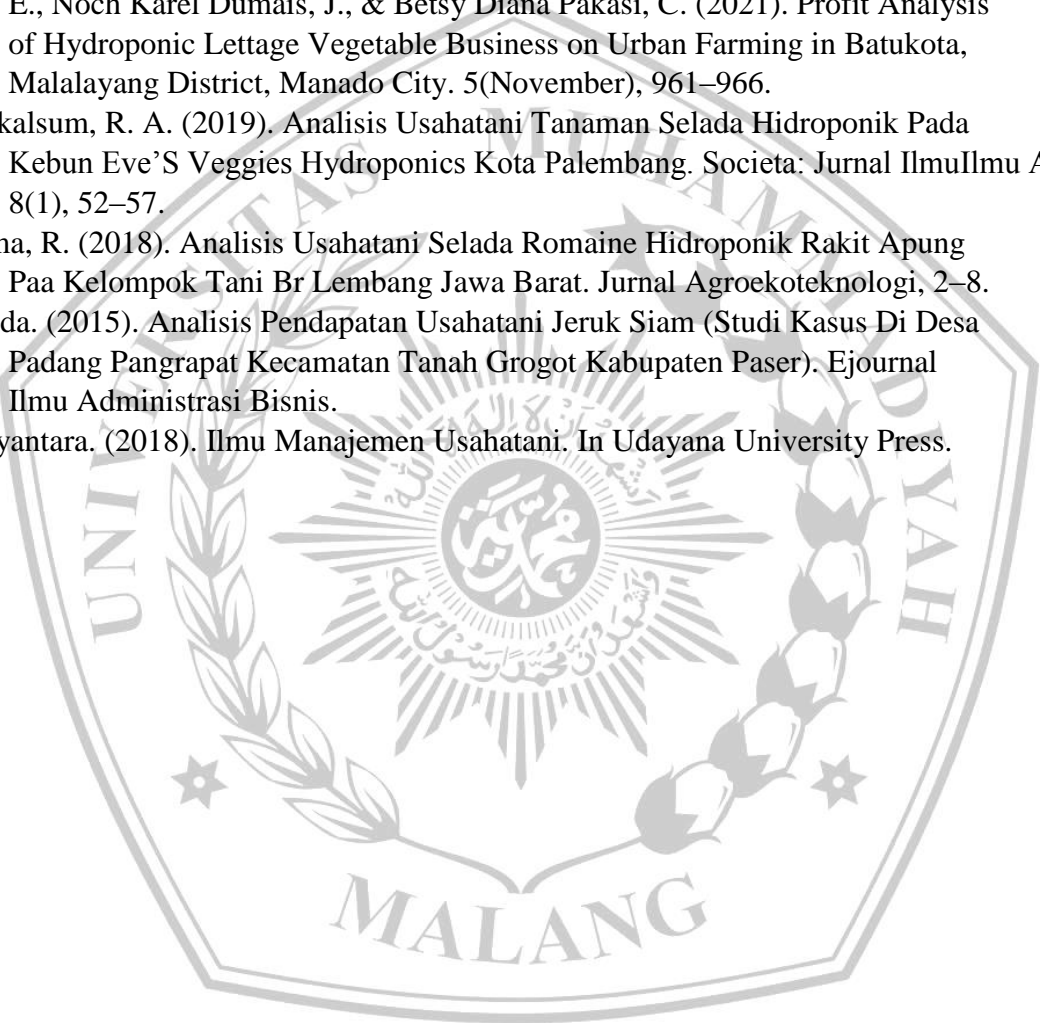 E., Noch Karel Dumais, J., & Betsy Diana Pakasi, C. (2021). Profit Analysis
of Hydroponic Lettage Vegetable Business on Urban Farming in Batukota,
Malalayang District, Manado City. 5(November), 961–966.
kalsum, R. A. (2019). Analisis Usahatani Tanaman Selada Hidroponik Pada
Kebun Eve’S Veggies Hydroponics Kota Palembang. Societa: Jurnal IlmuIlmu A
8(1), 52–57.
na, R. (2018). Analisis Usahatani Selada Romaine Hidroponik Rakit Apung
Paa Kelompok Tani Br Lembang Jawa Barat. Jurnal Agroekoteknologi, 2–8.
da. (2015). Analisis Pendapatan Usahatani Jeruk Siam (Studi Kasus Di Desa
Padang Pangrapat Kecamatan Tanah Grogot Kabupaten Paser). Ejournal
Ilmu Administrasi Bisnis.
yantara. (2018). Ilmu Manajemen Usahatani. In Udayana University Press.
UNIVERSITAS MUHAMMADIYAH
MALANG